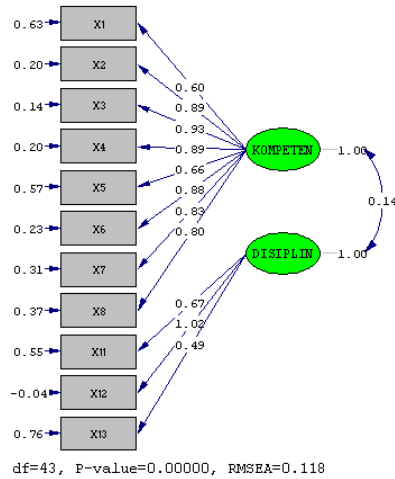 0.63 X1
0.20 X2
0.14 X3
0.20 X4
0.57 X5
0.23 X6
0.31 X7
0.37 X8
0.55 X11
-0.04 X12
0.76 X13
0.60
0.89
0.93
0.89
0.66
0.88
0.83
0.80
KOMPETEN 1.00
0.14
DISIPLIN 1.00
0.67
1.02
0.49
df=43, P-value=0.00000, RMSEA=0.118